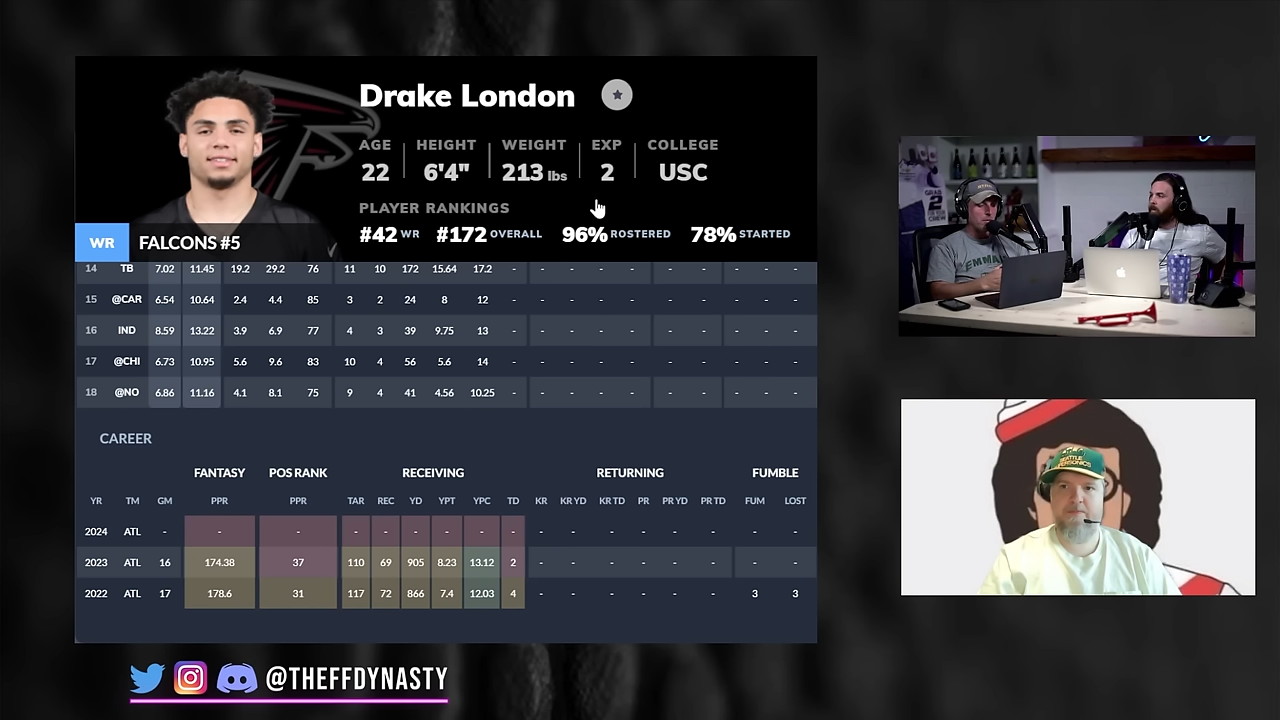 Drake London
AGE HEIGHT WEIGHT EXP COLLEGE
22 6'4" 213 lbs 2 USC
PLAYER RANKINGS
#42 WR #172 OVERALL 96% ROSTERED 78% STARTED
WR FALCONS #5
14 TB 7.02 11.45 19.2 29.2 76 11 10 172 15.64 17.2 - - - - - - - - - -
15 @CAR 6.54 10.64 2.4 4.4 85 3 2 24 8 12 - - - - - - - - - -
16 IND 8.59 13.22 3.9 6.9 77 4 3 39 9.75 13 - - - - - - - - - -
17 @CHI 6.73 10.95 5.6 9.6 83 10 4 56 5.6 14 - - - - - - - - - -
18 @NO 6.86 11.16 4.1 8.1 75 9 4 41 4.56 10.25 - - - - - - - - - -
CAREER
FANTASY POS RANK RECEIVING RETURNING FUMBLE
YR TM GM PPR PPR TAR REC YD YPT YPC TD KR KR YD KR TD PR PR YD PR TD FUM LOST
2024 ATL - - - - - - - - - - - - - - - - -
2023 ATL 16 174.38 37 110 69 905 8.23 13.12 2 - - - - - - - -
2022 ATL 17 178.6 31 117 72 866 7.4 12.03 4 - - - - - - 3 3
@THEFFDYNASTY
SEATTLE